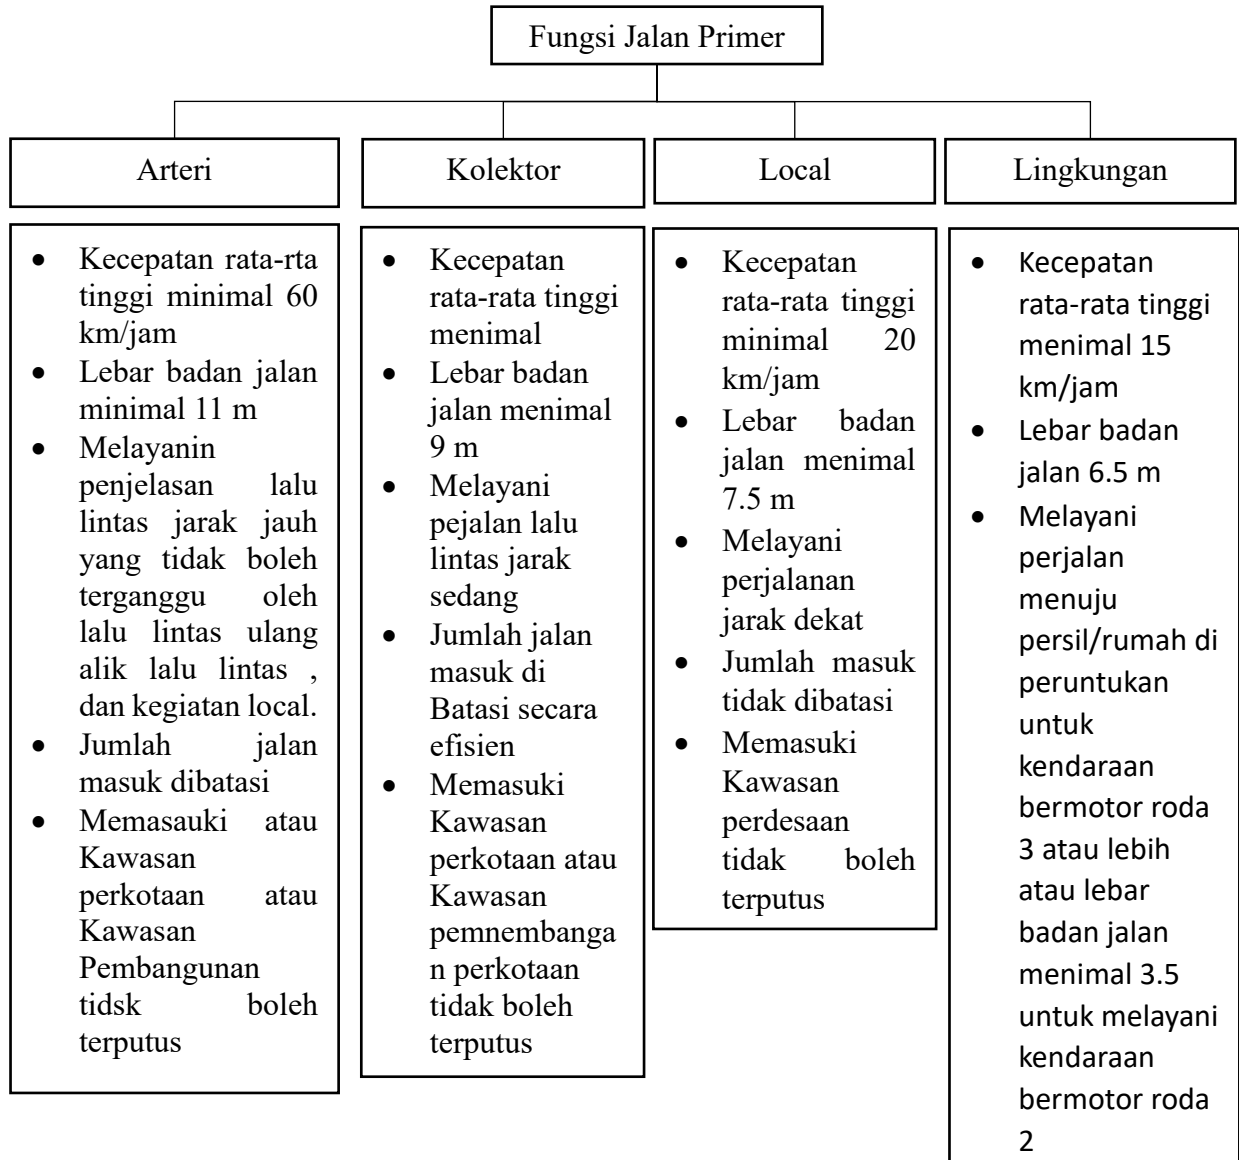 Fungsi Jalan Primer
Arteri
Kolektor
Local
Lingkungan
• Kecepatan rata-rta
tinggi minimal 60
km/jam
• Lebar badan jalan
minimal 11 m
• Melayanin
penjelasan lalu
lintas jarak jauh
yang tidak boleh
terganggu oleh
lalu lintas ulang
alik lalu lintas ,
dan kegiatan local.
• Jumlah jalan
masuk dibatasi
• Memasauki atau
Kawasan
perkotaan atau
Kawasan
Pembangunan
tidsk boleh
terputus
• Kecepatan
rata-rata tinggi
menimal
• Lebar badan
jalan menimal
9 m
• Melayani
pejalan lalu
lintas jarak
sedang
• Jumlah jalan
masuk di
Batasi secara
efisien
• Memasuki
Kawasan
perkotaan atau
Kawasan
pemnembanga
n perkotaan
tidak boleh
terputus
• Kecepatan
rata-rata tinggi
minimal 20
km/jam
• Lebar badan
jalan menimal
7.5 m
• Melayani
perjalanan
jarak dekat
• Jumlah masuk
tidak dibatasi
• Memasuki
Kawasan
perdesaan
tidak boleh
terputus
• Kecepatan
rata-rata tinggi
menimal 15
km/jam
• Lebar badan
jalan 6.5 m
• Melayani
perjalan
menuju
persil/rumah di
peruntukan
untuk
kendaraan
bermotor roda
3 atau lebih
atau lebar
badan jalan
menimal 3.5
untuk melayani
kendaraan
bermotor roda
2